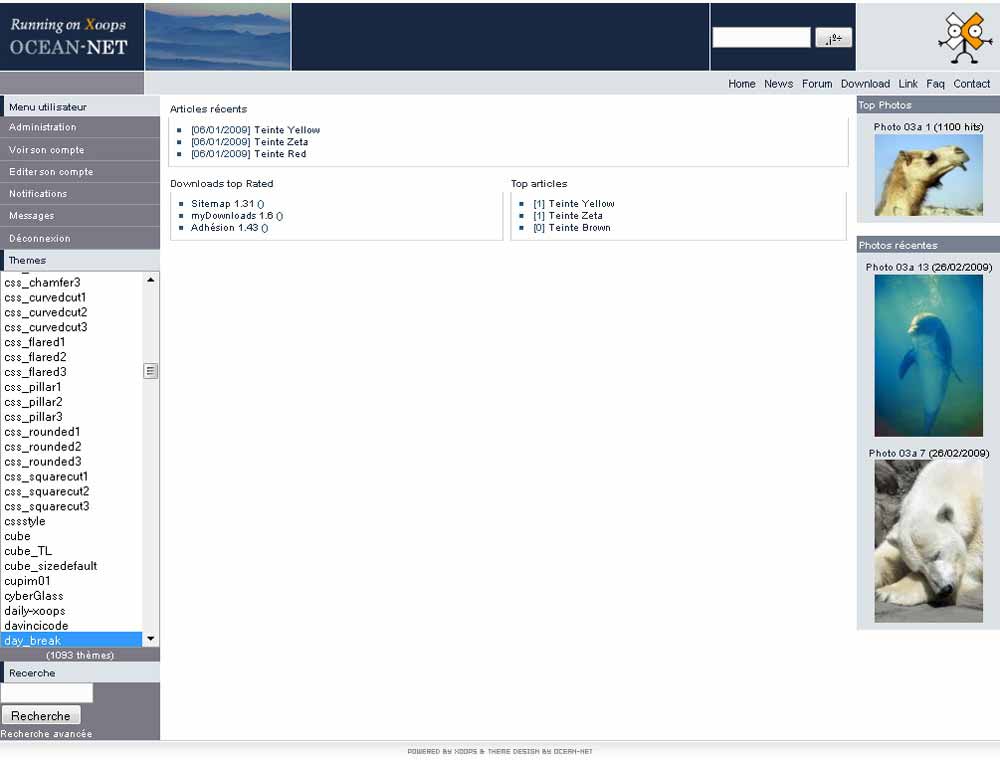 Running on Xoops
OCEAN-NET
Home News Forum Download Link Faq Contact
Menu utilisateur
Administration
Voir son compte
Editer son compte
Notifications
Messages
Déconnexion
Themes
css_chamfer3
css_curvedcut1
css_curvedcut2
css_curvedcut3
css_flared1
css_flared2
css_flared3
css_pillar1
css_pillar2
css_pillar3
css_rounded1
css_rounded2
css_rounded3
css_squarecut1
css_squarecut2
css_squarecut3
cssstyle
cube
cube_TL
cube_sizedefault
cupim01
cyberGlass
daily-xoops
davincicode
day_break
(1093 thèmes)
Recerche
Recherche
Recherche avancée
Articles récents
[06/01/2009] Teinte Yellow
[06/01/2009] Teinte Zeta
[06/01/2009] Teinte Red
Downloads top Rated
Sitemap 1.31 ()
myDownloads 1.6 ()
Adhésion 1.43 ()
Top articles
[1] Teinte Yellow
[1] Teinte Zeta
[0] Teinte Brown
Top Photos
Photo 03a 1 (1100 hits)
Photos récentes
Photo 03a 13 (26/02/2009)
Photo 03a 7 (26/02/2009)
POWERED BY XOOPS & THEME DESIGN BY OCEAN-NET